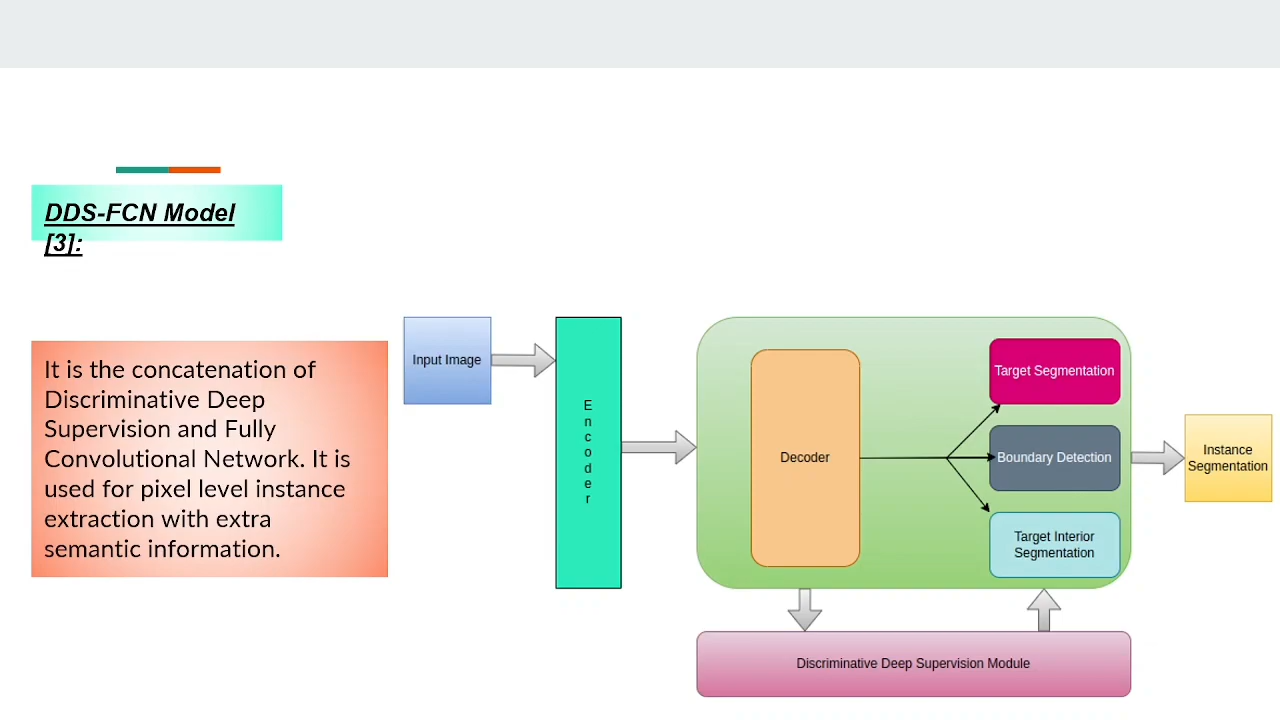 DDS-FCN Model
[3]:
It is the concatenation of
Discriminative Deep
Supervision and Fully
Convolutional Network. It is
used for pixel level instance
extraction with extra
semantic information.
Input Image
Encoder
Decoder
Target Segmentation
Boundary Detection
Target Interior
Segmentation
Instance
Segmentation
Discriminative Deep Supervision Module